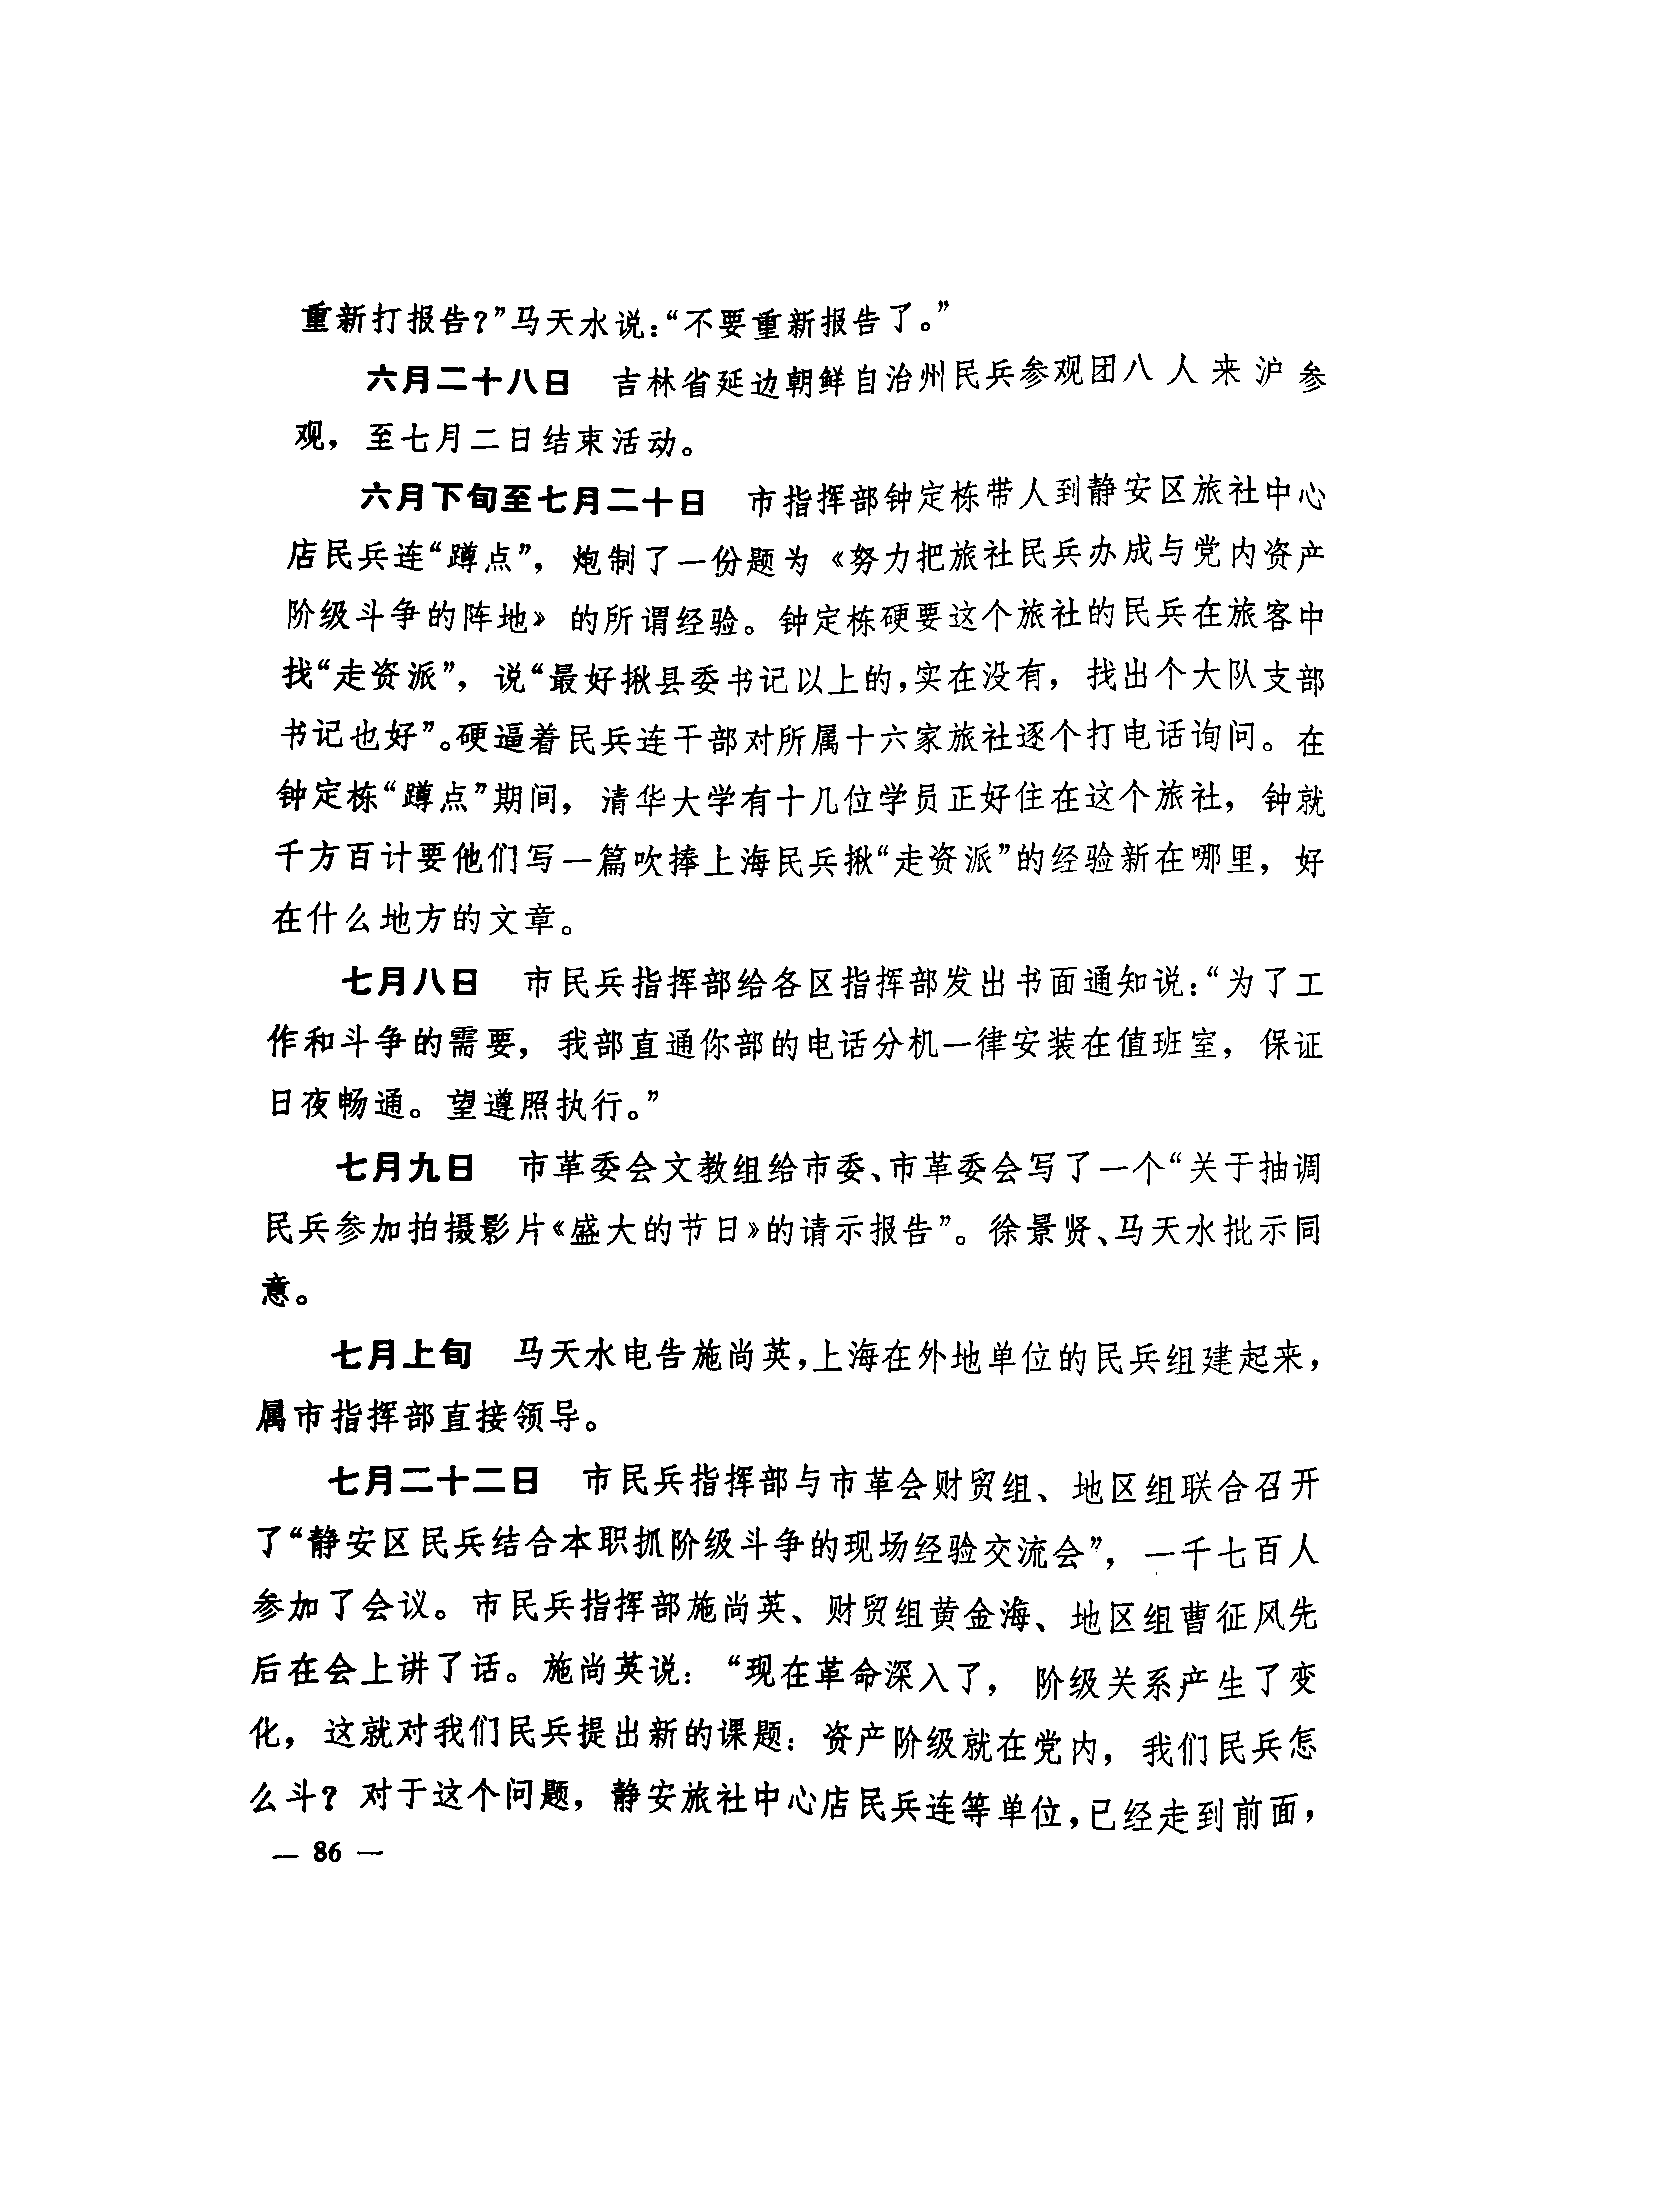 重新打报告？”马天水说：“不要重新报告了。”
六月二十八日　吉林省延边朝鲜自治州民兵参观团八人来沪参
观，至七月二日结束活动。
六月下旬至七月二十日　市指挥部钟定栋带人到静安区旅社中心
店民兵连“蹲点”，炮制了一份题为《努力把旅社民兵办成与党内资产
阶级斗争的阵地》的所谓经验。钟定栋硬要这个旅社的民兵在旅客中
找“走资派”，说“最好揪县委书记以上的，实在没有，找出个大队支部
书记也好”。硬逼着民兵连干部对所属十六家旅社逐个打电话询问。在
钟定栋“蹲点”期间，清华大学有十几位学员正好住在这个旅社，钟就
千方百计要他们写一篇吹捧上海民兵揪“走资派”的经验新在哪里，好
在什么地方的文章。
七月八日　市民兵指挥部给各区指挥部发出书面通知说：“为了工
作和斗争的需要，我部直通你部的电话分机一律安装在值班室，保证
日夜畅通。望遵照执行。”
七月九日　市革委会文教组给市委、市革委会写了一个“关于抽调
民兵参加拍摄影片《盛大的节日》的请示报告”。徐景贤、马天水批示同
意。
七月上旬　马天水电告施尚英，上海在外地单位的民兵组建起来，
属市指挥部直接领导。
七月二十二日　市民兵指挥部与市革会财贸组、地区组联合召开
了“静安区民兵结合本职抓阶级斗争的现场经验交流会”，一千七百人
参加了会议。市民兵指挥部施尚英、财贸组黄金海、地区组曹征风先
后在会上讲了话。施尚英说：“现在革命深入了，阶级关系产生了变
化，这就对我们民兵提出新的课题：资产阶级就在党内，我们民兵怎
么斗？对于这个问题，静安旅社中心店民兵连等单位，已经走到前面，
— 86 —